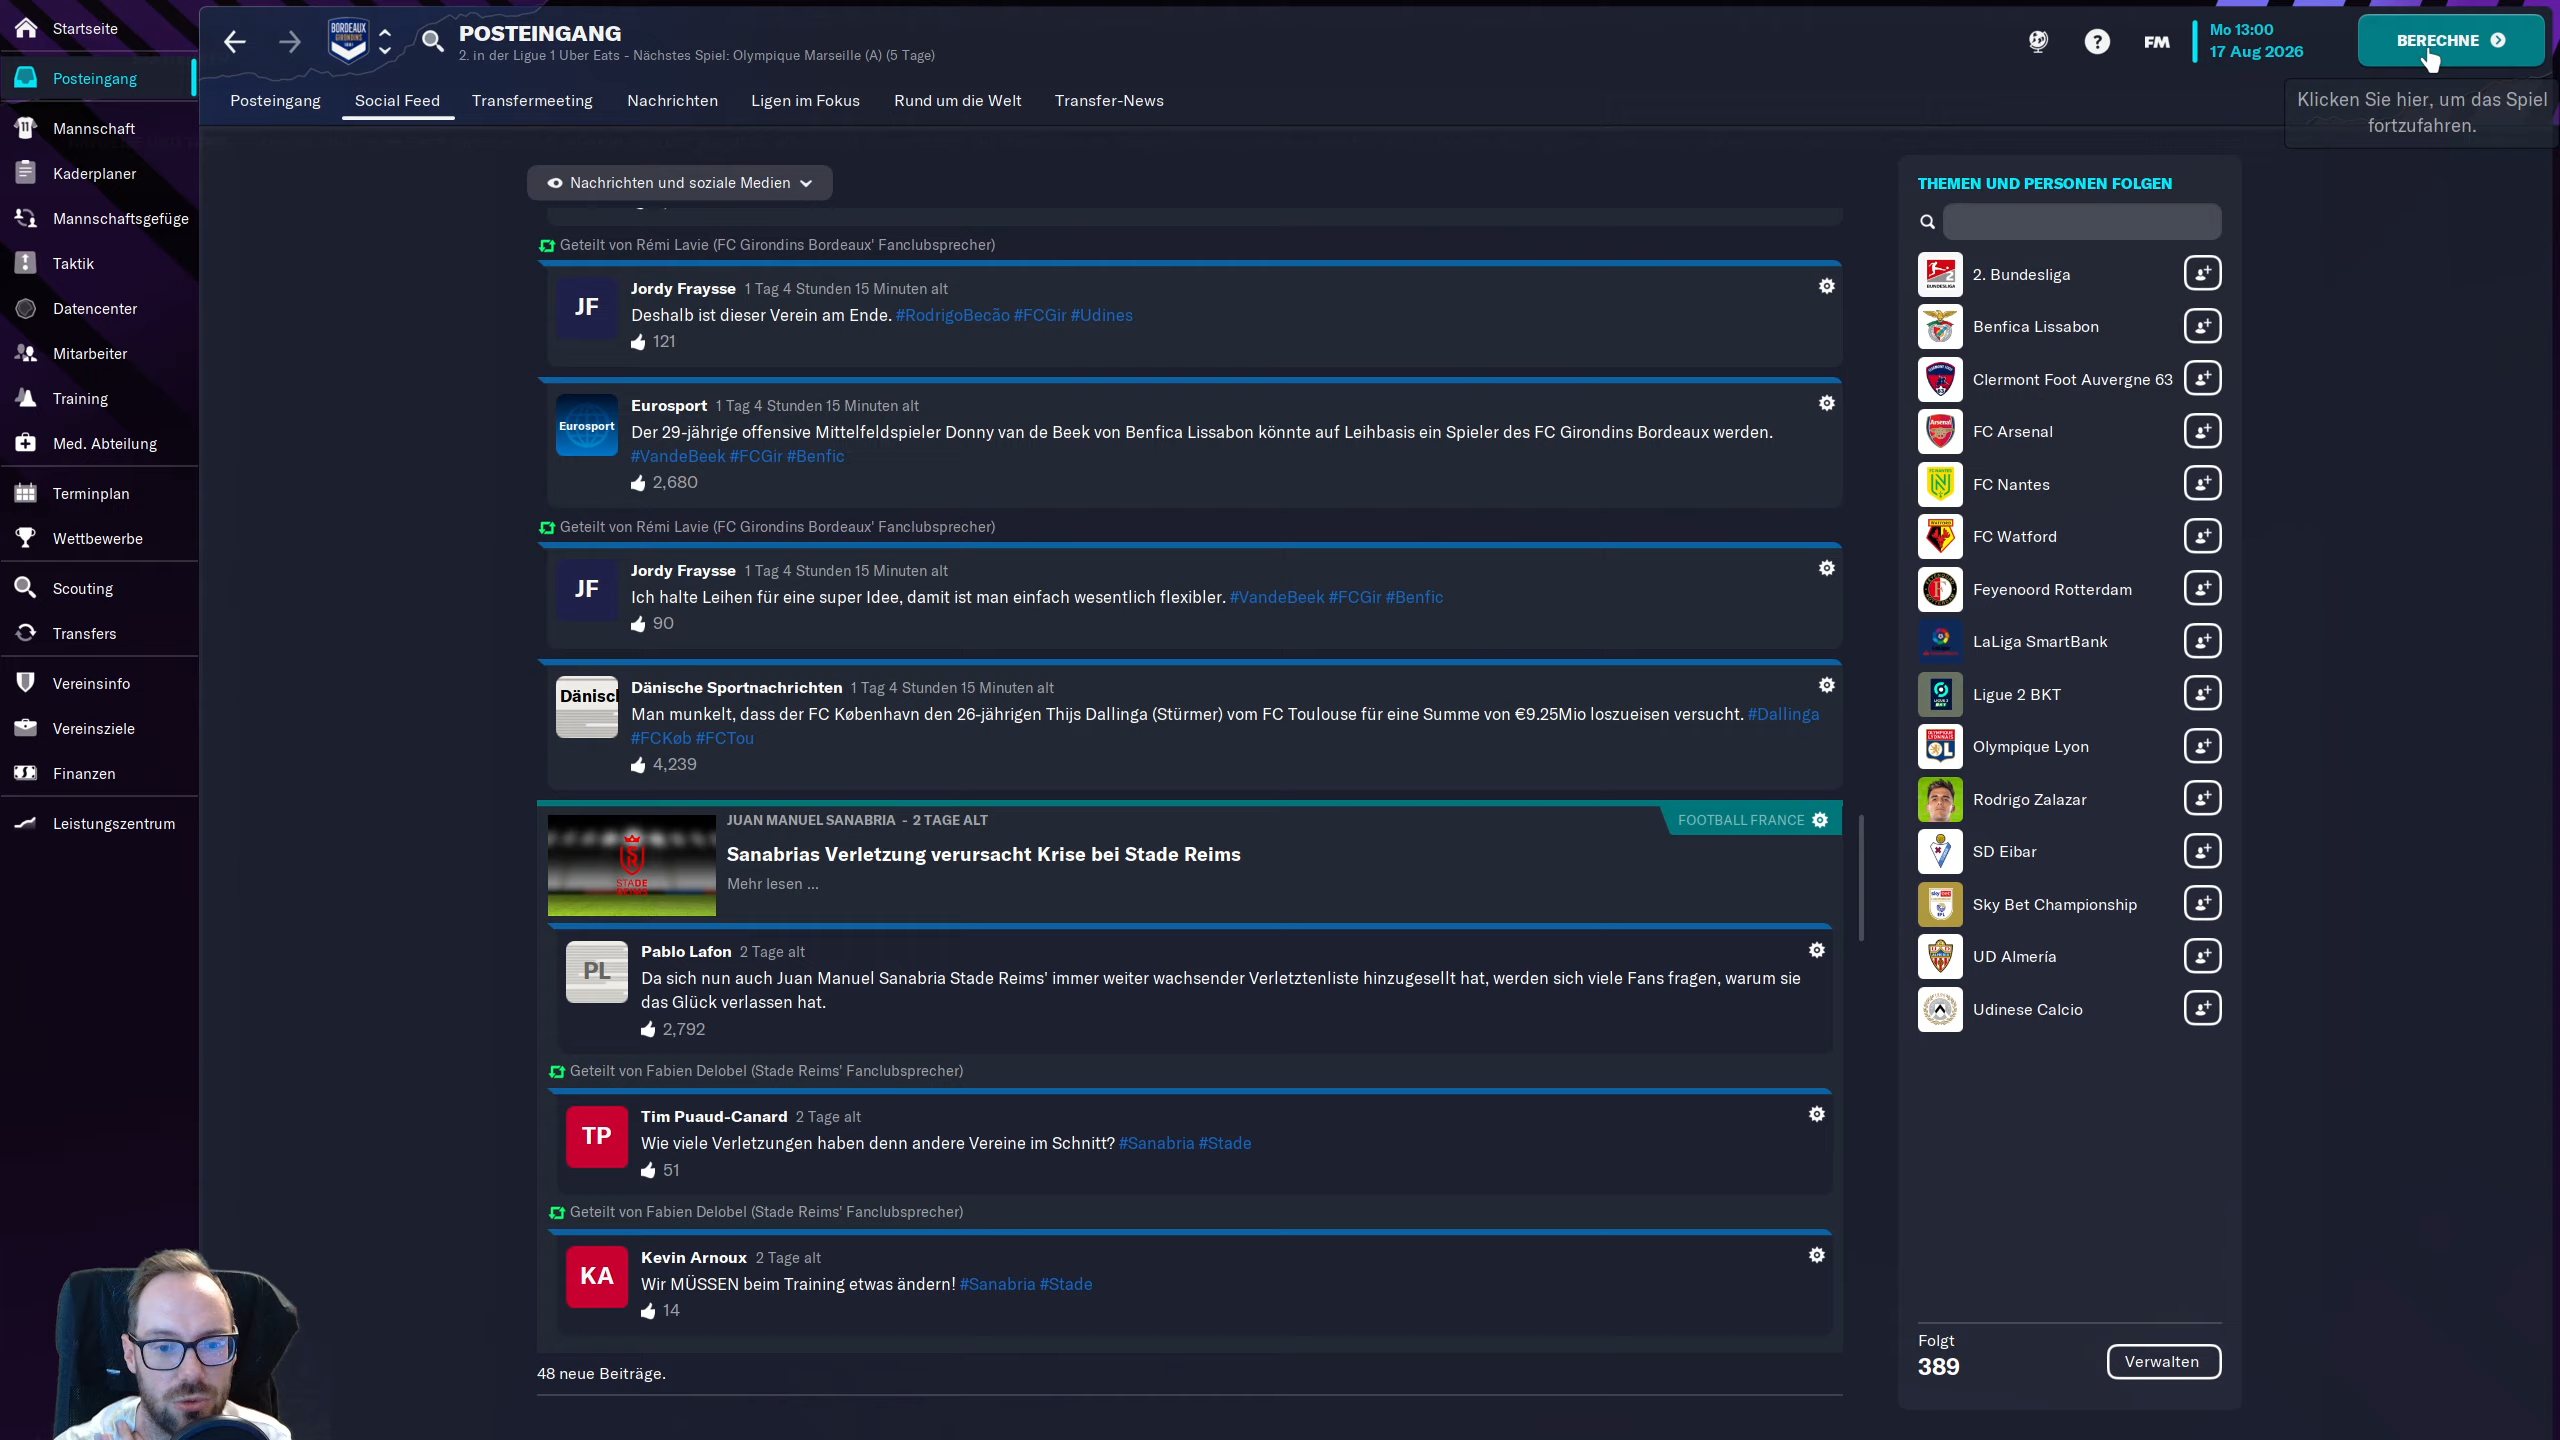 Startseite
Posteingang
Mannschaft
Kaderplaner
Mannschaftsgefüge
Taktik
Datencenter
Mitarbeiter
Training
Med. Abteilung
Terminplan
Wettbewerbe
Scouting
Transfers
Vereinsinfo
Vereinsziele
Finanzen
Leistungszentrum
BORDEAUX
GIRONDINS
POSTEINGANG
2. in der Ligue 1 Uber Eats - Nächstes Spiel: Olympique Marseille (A) (5 Tage)
FM
Mo 13:00
17 Aug 2026
BERECHNE
Klicken Sie hier, um das Spiel
fortzufahren.
Posteingang Social Feed Transfermeeting Nachrichten Ligen im Fokus Rund um die Welt Transfer-News
Nachrichten und soziale Medien
Geteilt von Rémi Lavie (FC Girondins Bordeaux' Fanclubsprecher)
JF
Jordy Fraysse 1 Tag 4 Stunden 15 Minuten alt
Deshalb ist dieser Verein am Ende. #RodrigoBecão #FCGir #Udines
121
Eurosport
Eurosport 1 Tag 4 Stunden 15 Minuten alt
Der 29-jährige offensive Mittelfeldspieler Donny van de Beek von Benfica Lissabon könnte auf Leihbasis ein Spieler des FC Girondins Bordeaux werden.
#VandeBeek #FCGir #Benfic
2,680
Geteilt von Rémi Lavie (FC Girondins Bordeaux' Fanclubsprecher)
JF
Jordy Fraysse 1 Tag 4 Stunden 15 Minuten alt
Ich halte Leihen für eine super Idee, damit ist man einfach wesentlich flexibler. #VandeBeek #FCGir #Benfic
90
Dänisch
Dänische Sportnachrichten 1 Tag 4 Stunden 15 Minuten alt
Man munkelt, dass der FC København den 26-jährigen Thijs Dallinga (Stürmer) vom FC Toulouse für eine Summe von €9.25Mio loszueisen versucht. #Dallinga
#FCKøb #FCTou
4,239
JUAN MANUEL SANABRIA - 2 TAGE ALT
FOOTBALL FRANCE
STADE
REIMS
Sanabrias Verletzung verursacht Krise bei Stade Reims
Mehr lesen ...
PL
Pablo Lafon 2 Tage alt
Da sich nun auch Juan Manuel Sanabria Stade Reims' immer weiter wachsender Verletztenliste hinzugesellt hat, werden sich viele Fans fragen, warum sie
das Glück verlassen hat.
2,792
Geteilt von Fabien Delobel (Stade Reims' Fanclubsprecher)
TP
Tim Puaud-Canard 2 Tage alt
Wie viele Verletzungen haben denn andere Vereine im Schnitt? #Sanabria #Stade
51
Geteilt von Fabien Delobel (Stade Reims' Fanclubsprecher)
KA
Kevin Arnoux 2 Tage alt
Wir MÜSSEN beim Training etwas ändern! #Sanabria #Stade
14
48 neue Beiträge.
THEMEN UND PERSONEN FOLGEN
2. Bundesliga
Benfica Lissabon
Clermont Foot Auvergne 63
FC Arsenal
FC Nantes
FC Watford
Feyenoord Rotterdam
LaLiga SmartBank
Ligue 2 BKT
Olympique Lyon
Rodrigo Zalazar
SD Eibar
Sky Bet Championship
UD Almería
Udinese Calcio
Folgt
389
Verwalten